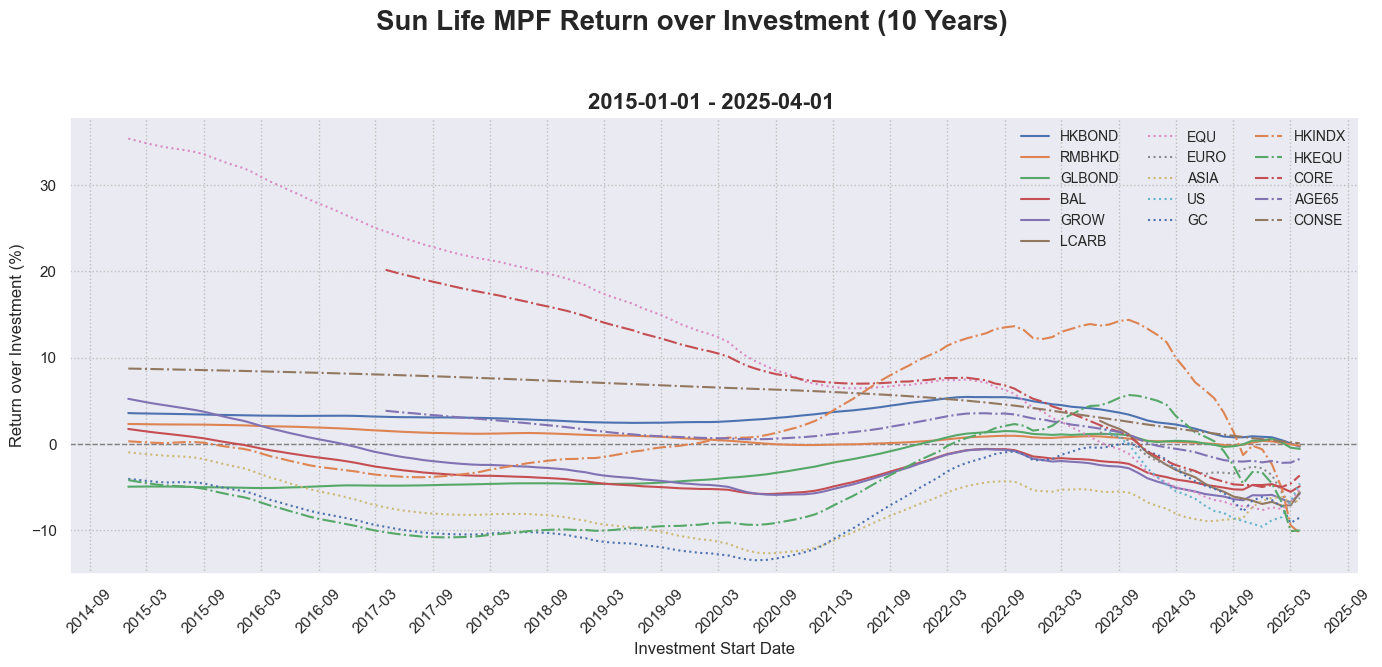 Sun Life MPF Return over Investment (10 Years)
2015-01-01 - 2025-04-01
HKBOND
RMBHKD
GLBOND
BAL
GROW
LCARB
EQU
EURO
ASIA
US
GC
HKINDX
HKEQU
CORE
AGE65
CONSE
Return over Investment (%)
30
20
10
0
−10
2014-09
2015-03
2015-09
2016-03
2016-09
2017-03
2017-09
2018-03
2018-09
2019-03
2019-09
2020-03
2020-09
2021-03
2021-09
2022-03
2022-09
2023-03
2023-09
2024-03
2024-09
2025-03
2025-09
Investment Start Date